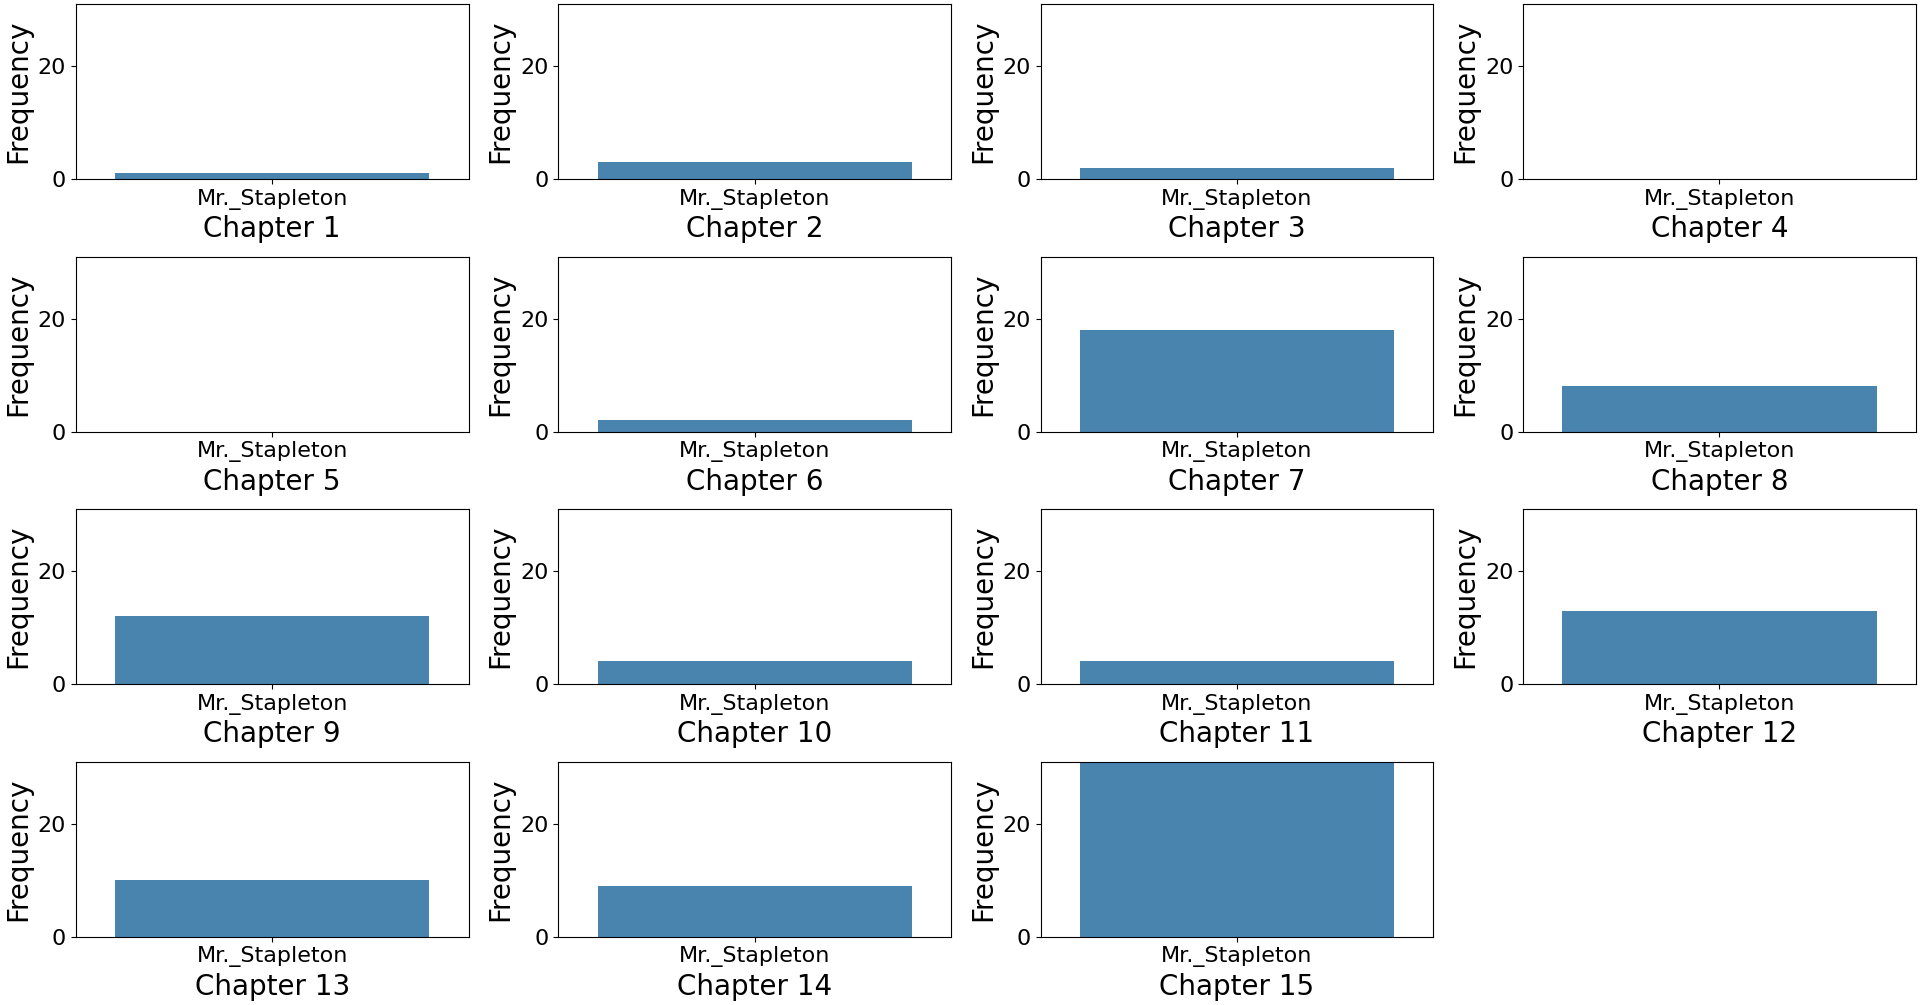 Frequency
20
0
Mr._Stapleton
Chapter 1
Frequency
20
0
Mr._Stapleton
Chapter 2
Frequency
20
0
Mr._Stapleton
Chapter 3
Frequency
20
0
Mr._Stapleton
Chapter 4
Frequency
20
0
Mr._Stapleton
Chapter 5
Frequency
20
0
Mr._Stapleton
Chapter 6
Frequency
20
0
Mr._Stapleton
Chapter 7
Frequency
20
0
Mr._Stapleton
Chapter 8
Frequency
20
0
Mr._Stapleton
Chapter 9
Frequency
20
0
Mr._Stapleton
Chapter 10
Frequency
20
0
Mr._Stapleton
Chapter 11
Frequency
20
0
Mr._Stapleton
Chapter 12
Frequency
20
0
Mr._Stapleton
Chapter 13
Frequency
20
0
Mr._Stapleton
Chapter 14
Frequency
20
0
Mr._Stapleton
Chapter 15